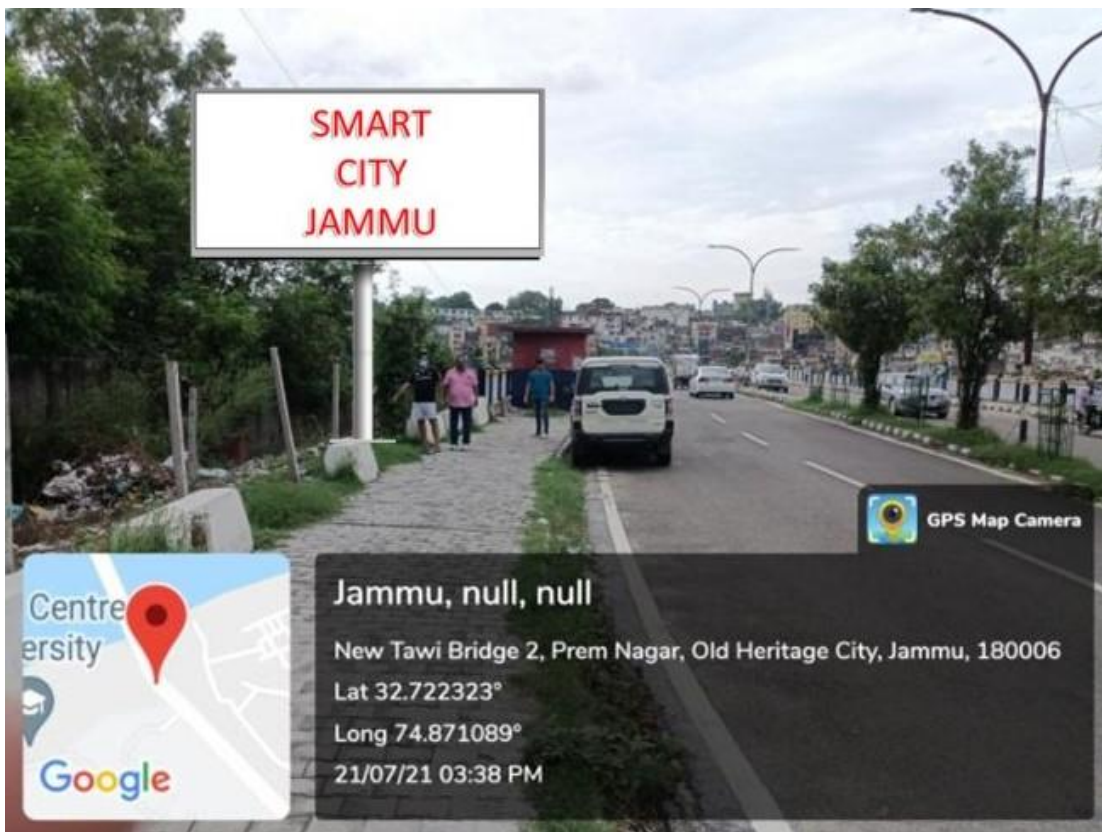 SMART
CITY
JAMMU
GPS Map Camera
Jammu, null, null
New Tawi Bridge 2, Prem Nagar, Old Heritage City, Jammu, 180006
Lat 32.722323°
Long 74.871089°
21/07/21 03:38 PM
Centre
ersity
Google